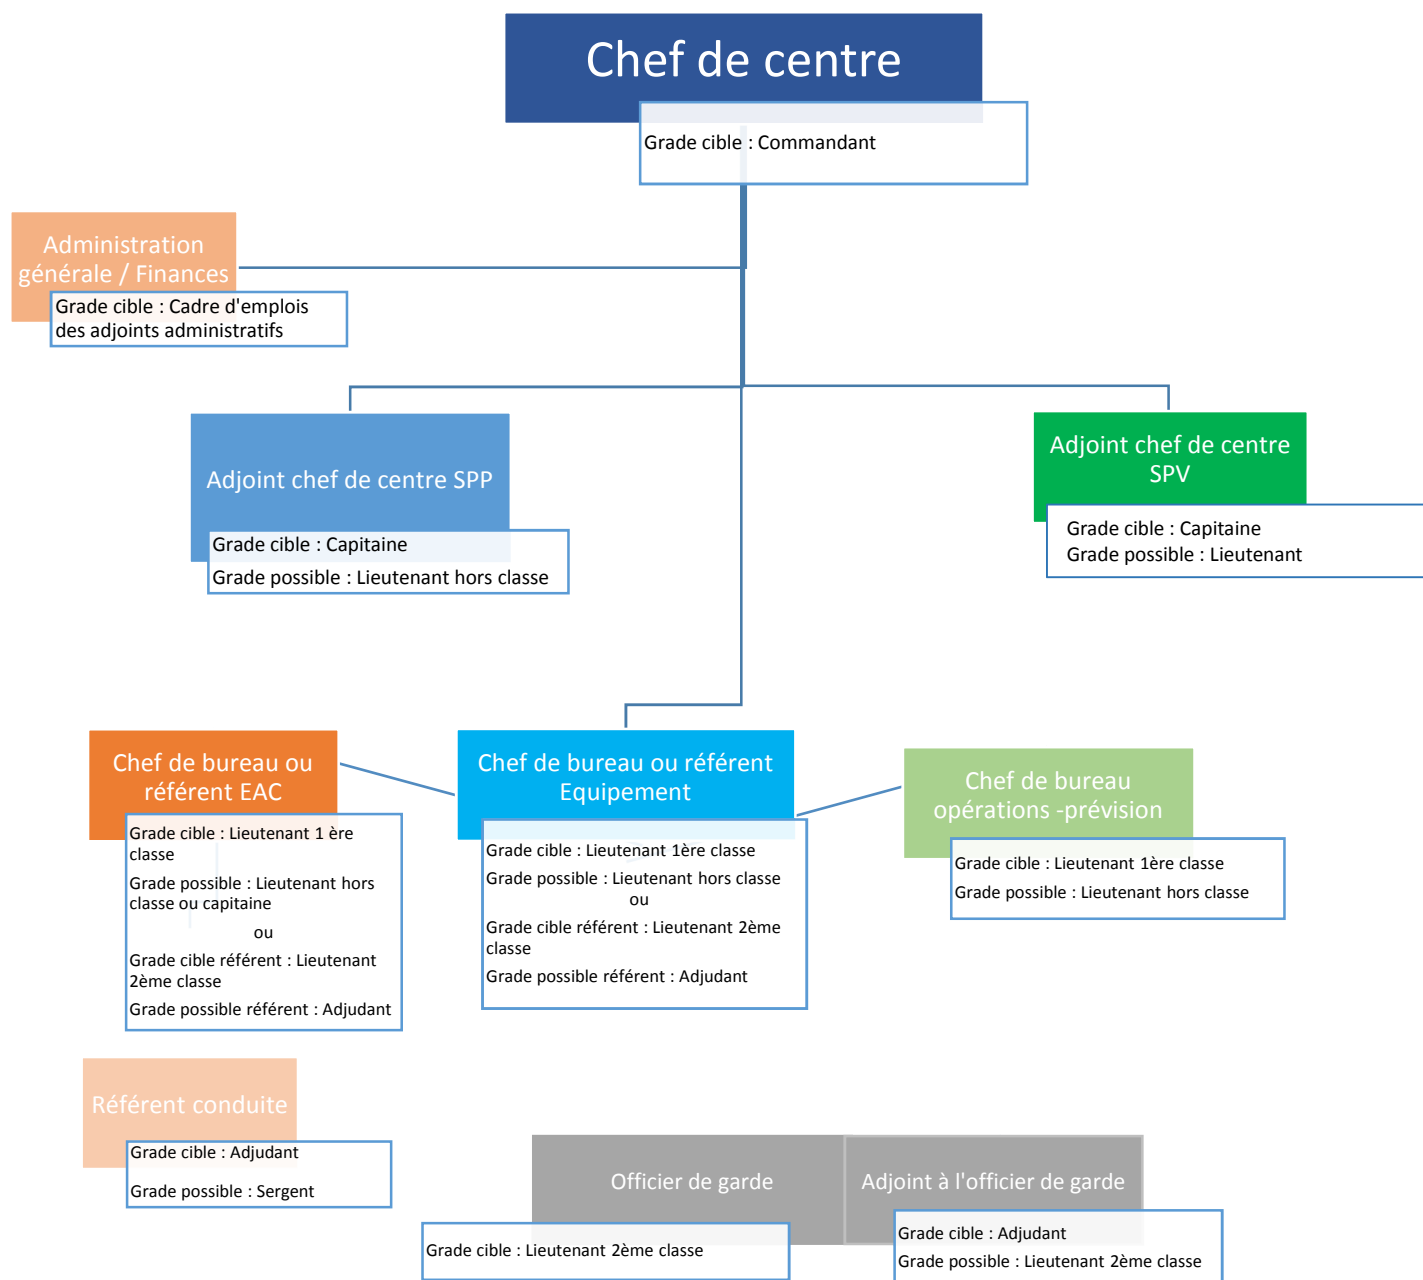 Chef de centre
Grade cible : Commandant
Administration
générale / Finances
Grade cible : Cadre d'emplois
des adjoints administratifs
Adjoint chef de centre SPP
Grade cible : Capitaine
Grade possible : Lieutenant hors classe
Adjoint chef de centre
SPV
Grade cible : Capitaine
Grade possible : Lieutenant
Chef de bureau ou
référent EAC
Grade cible : Lieutenant 1 ère
classe
Grade possible : Lieutenant hors
classe ou capitaine
ou
Grade cible référent : Lieutenant
2ème classe
Grade possible référent : Adjudant
Chef de bureau ou référent
Equipement
Grade cible : Lieutenant 1ère classe
Grade possible : Lieutenant hors classe
ou
Grade cible référent : Lieutenant 2ème
classe
Grade possible référent : Adjudant
Chef de bureau
opérations -prévision
Grade cible : Lieutenant 1ère classe
Grade possible : Lieutenant hors classe
Référent conduite
Grade cible : Adjudant
Grade possible : Sergent
Officier de garde
Grade cible : Lieutenant 2ème classe
Adjoint à l'officier de garde
Grade cible : Adjudant
Grade possible : Lieutenant 2ème classe